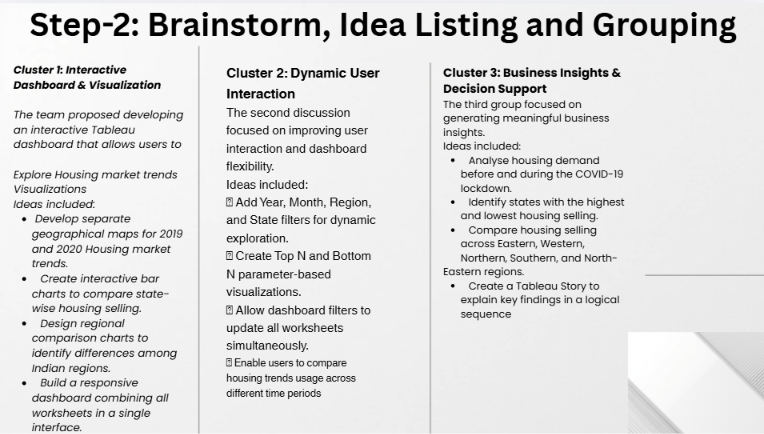 Step-2: Brainstorm, Idea Listing and Grouping
Cluster 1: Interactive
Dashboard & Visualization
The team proposed developing
an interactive Tableau
dashboard that allows users to
Explore Housing market trends
Visualizations
Ideas included:
• Develop separate
geographical maps for 2019
and 2020 Housing market
trends.
• Create interactive bar
charts to compare state-
wise housing selling.
• Design regional
comparison charts to
identify differences among
Indian regions.
• Build a responsive
dashboard combining all
worksheets in a single
interface.
Cluster 2: Dynamic User
Interaction
The second discussion
focused on improving user
interaction and dashboard
flexibility.
Ideas included:
⍰ Add Year, Month, Region,
and State filters for dynamic
exploration.
⍰ Create Top N and Bottom
N parameter-based
visualizations.
⍰ Allow dashboard filters to
update all worksheets
simultaneously.
⍰ Enable users to compare
housing trends usage across
different time periods
Cluster 3: Business Insights &
Decision Support
The third group focused on
generating meaningful business
insights.
Ideas included:
• Analyse housing demand
before and during the COVID-19
lockdown.
• Identify states with the highest
and lowest housing selling.
• Compare housing selling
across Eastern, Western,
Northern, Southern, and North-
Eastern regions.
• Create a Tableau Story to
explain key findings in a logical
sequence